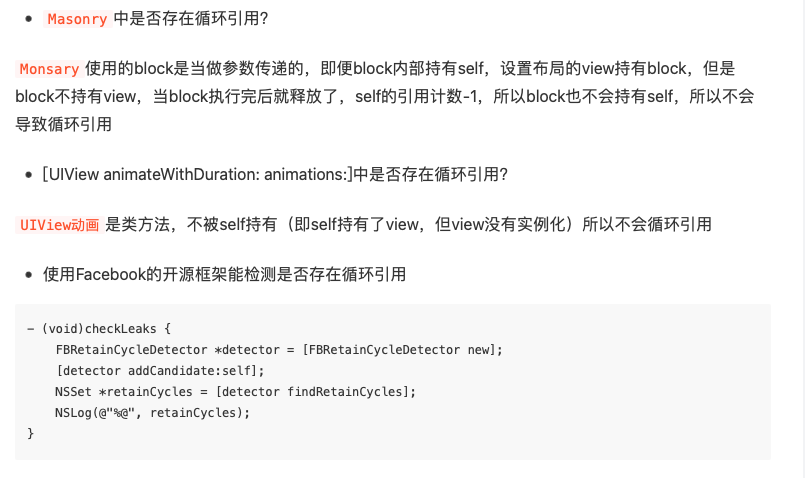 • Masonry 中是否存在循环引用？
Monsary 使用的block是当做参数传递的，即便block内部持有self，设置布局的view持有block，但是
block不持有view，当block执行完后就释放了，self的引用计数-1，所以block也不会持有self，所以不会
导致循环引用
• [UIView animateWithDuration: animations:]中是否存在循环引用？
UIView动画 是类方法，不被self持有（即self持有了view，但view没有实例化）所以不会循环引用
• 使用Facebook的开源框架能检测是否存在循环引用
- (void)checkLeaks {
    FBRetainCycleDetector *detector = [FBRetainCycleDetector new];
    [detector addCandidate:self];
    NSSet *retainCycles = [detector findRetainCycles];
    NSLog(@"%@", retainCycles);
}